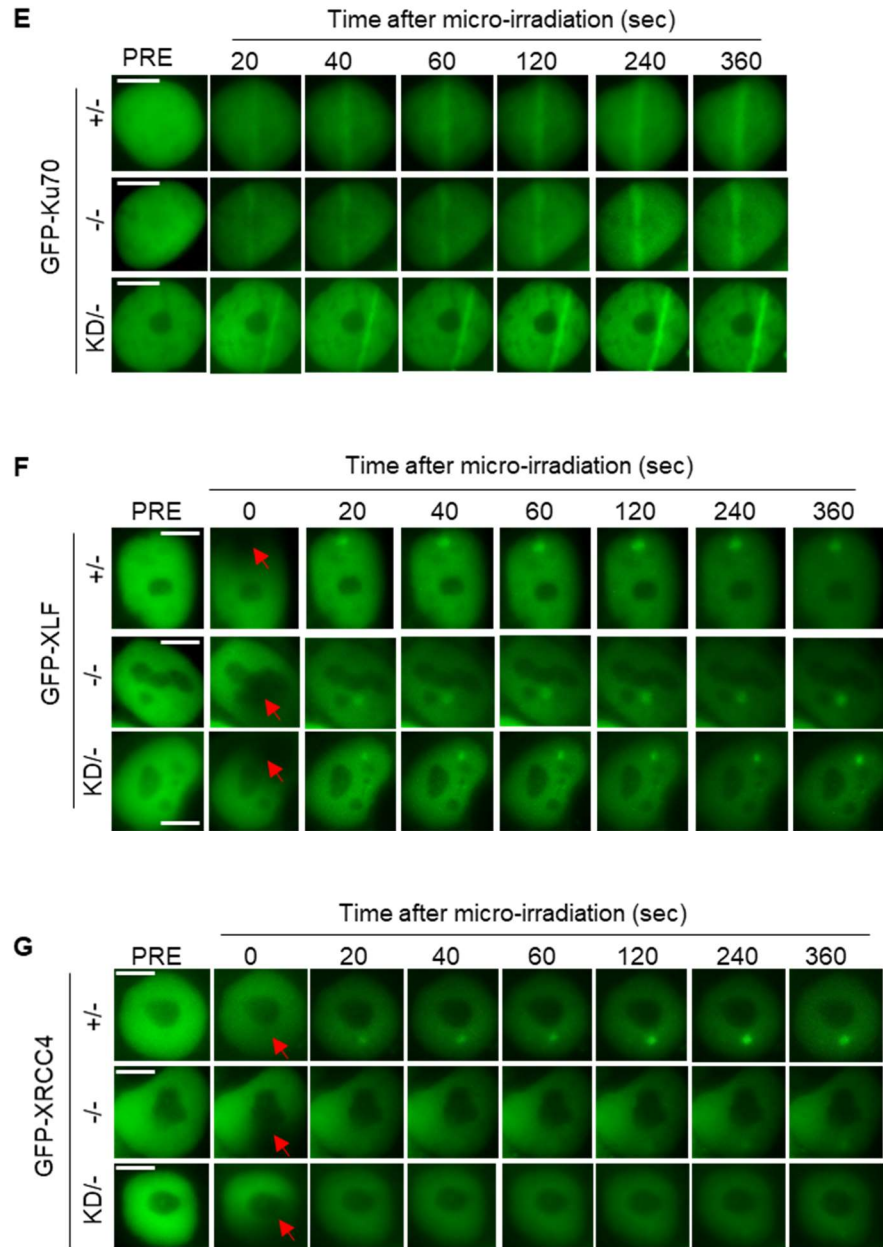 E
Time after micro-irradiation (sec)
PRE 20 40 60 120 240 360
GFP-Ku70
+/-
-/-
KD/-
F
Time after micro-irradiation (sec)
PRE 0 20 40 60 120 240 360
GFP-XLF
+/-
-/-
KD/-
Time after micro-irradiation (sec)
G
PRE 0 20 40 60 120 240 360
GFP-XRCC4
+/-
-/-
KD/-